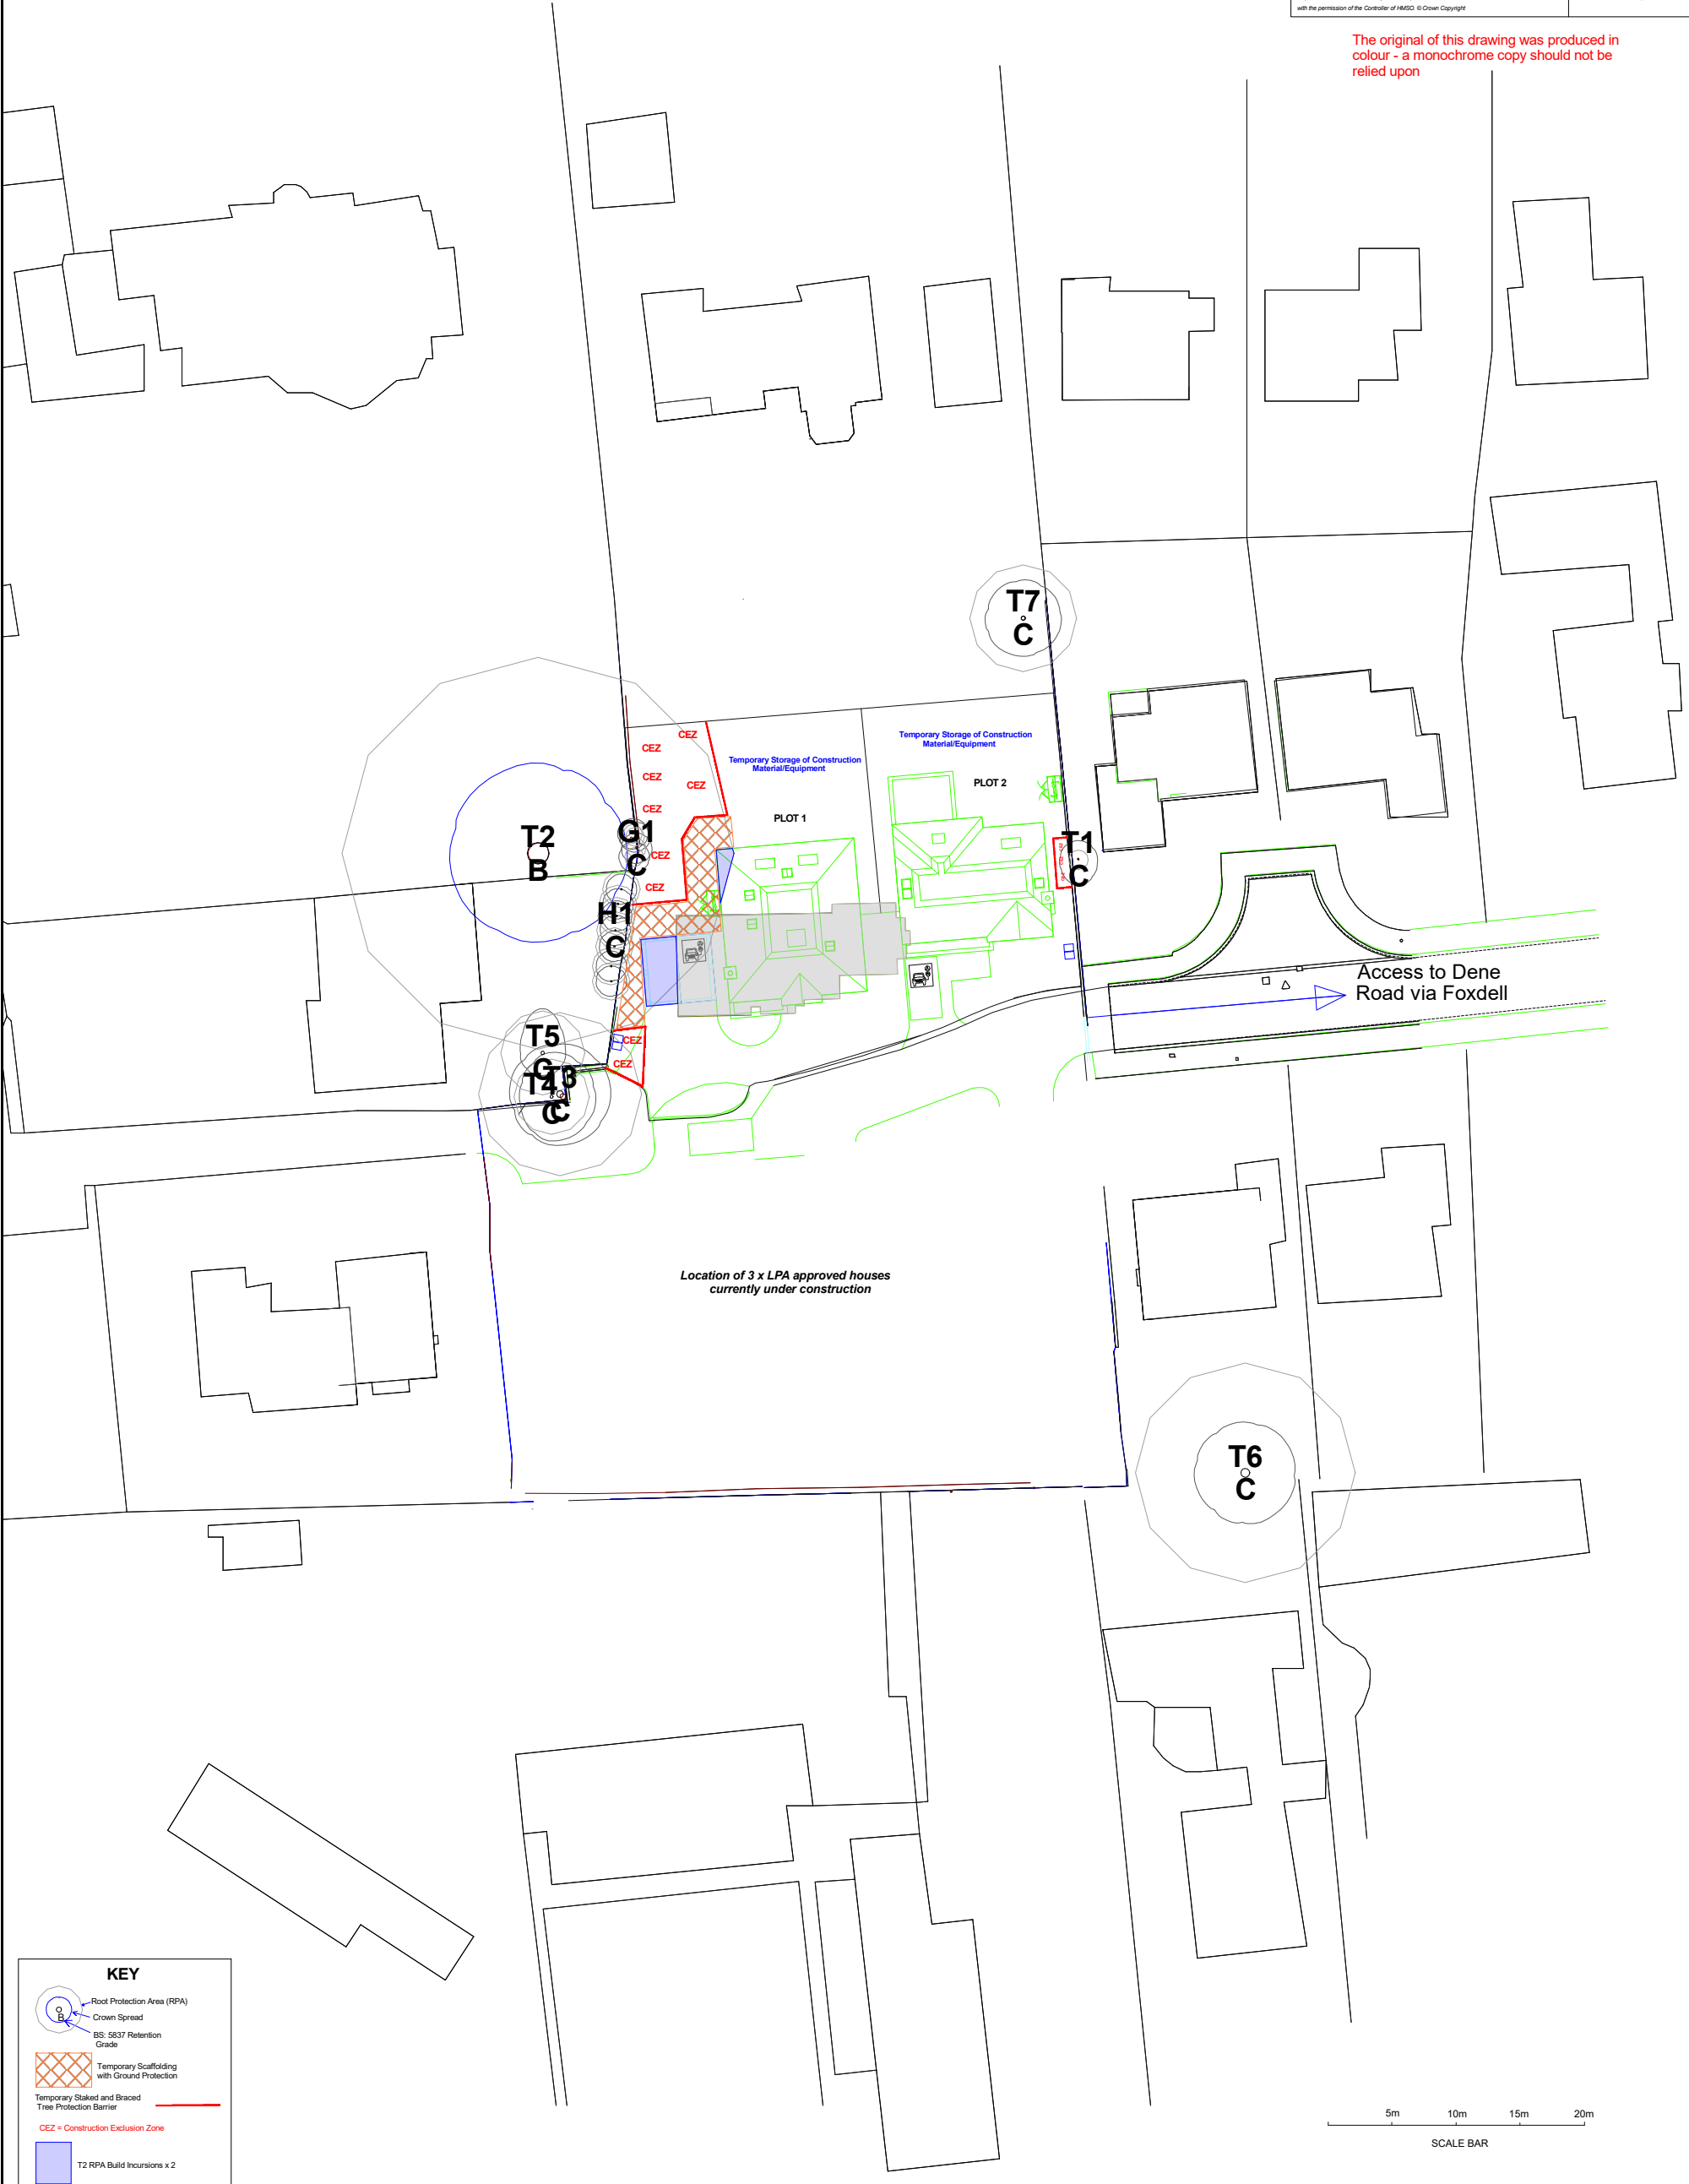 with the permission of the Controller of HMSO. © Crown Copyright
The original of this drawing was produced in
colour - a monochrome copy should not be
relied upon
T7
C
CEZ
CEZ
CEZ
CEZ
CEZ
CEZ
CEZ
Temporary Storage of Construction
Material/Equipment
Temporary Storage of Construction
Material/Equipment
PLOT 2
PLOT 1
T2
B
G1
C
T1
C
H1
C
Access to Dene
Road via Foxdell
T5
C
CEZ
CEZ
T4
C
T3
C
Location of 3 x LPA approved houses
currently under construction
T6
C
KEY
Root Protection Area (RPA)
Crown Spread
B
BS: 5837 Retention
Grade
Temporary Scaffolding
with Ground Protection
Temporary Staked and Braced
Tree Protection Barrier
CEZ = Construction Exclusion Zone
T2 RPA Build Incursions x 2
5m 10m 15m 20m
SCALE BAR